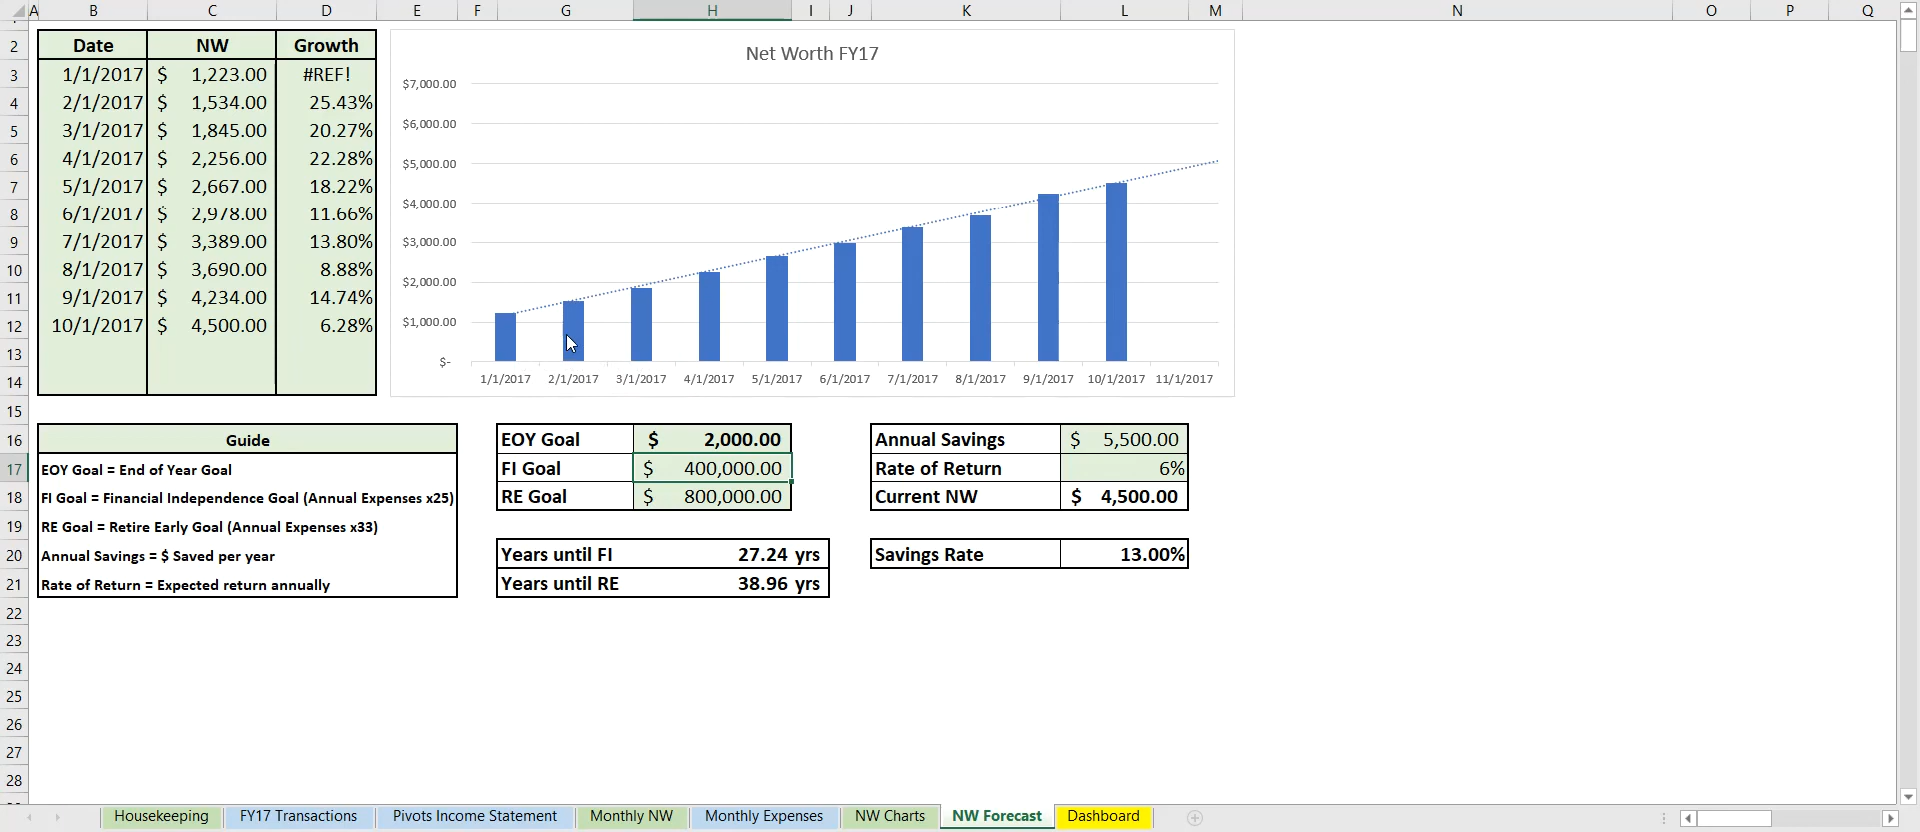 A B C D E F G H I J K L M N O P Q
2 Date NW Growth
3 1/1/2017 $ 1,223.00 #REF!
4 2/1/2017 $ 1,534.00 25.43%
5 3/1/2017 $ 1,845.00 20.27%
6 4/1/2017 $ 2,256.00 22.28%
7 5/1/2017 $ 2,667.00 18.22%
8 6/1/2017 $ 2,978.00 11.66%
9 7/1/2017 $ 3,389.00 13.80%
10 8/1/2017 $ 3,690.00 8.88%
11 9/1/2017 $ 4,234.00 14.74%
12 10/1/2017 $ 4,500.00 6.28%
13
14
Net Worth FY17
$7,000.00
$6,000.00
$5,000.00
$4,000.00
$3,000.00
$2,000.00
$1,000.00
$-
1/1/2017 2/1/2017 3/1/2017 4/1/2017 5/1/2017 6/1/2017 7/1/2017 8/1/2017 9/1/2017 10/1/2017 11/1/2017
15
16 Guide
17 EOY Goal = End of Year Goal
18 FI Goal = Financial Independence Goal (Annual Expenses x25)
19 RE Goal = Retire Early Goal (Annual Expenses x33)
20 Annual Savings = $ Saved per year
21 Rate of Return = Expected return annually
EOY Goal $ 2,000.00
FI Goal $ 400,000.00
RE Goal $ 800,000.00
Years until FI 27.24 yrs
Years until RE 38.96 yrs
Annual Savings $ 5,500.00
Rate of Return 6%
Current NW $ 4,500.00
Savings Rate 13.00%
22
23
24
25
26
27
28
Housekeeping FY17 Transactions Pivots Income Statement Monthly NW Monthly Expenses NW Charts NW Forecast Dashboard